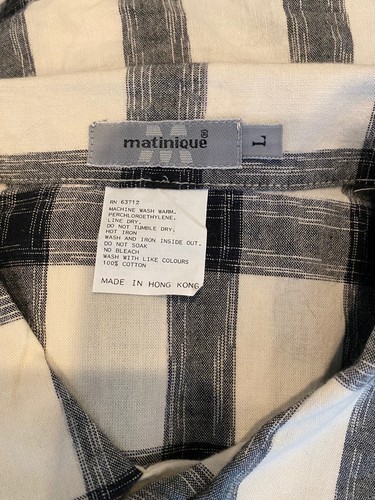 matinique®
L
RN 63712
MACHINE WASH WARM.
PERCHLOROETHYLENE.
LINE DRY.
DO NOT TUMBLE DRY.
HOT IRON
WASH AND IRON INSIDE OUT.
DO NOT SOAK
NO BLEACH
WASH WITH LIKE COLOURS
100% COTTON
MADE IN HONG KONG